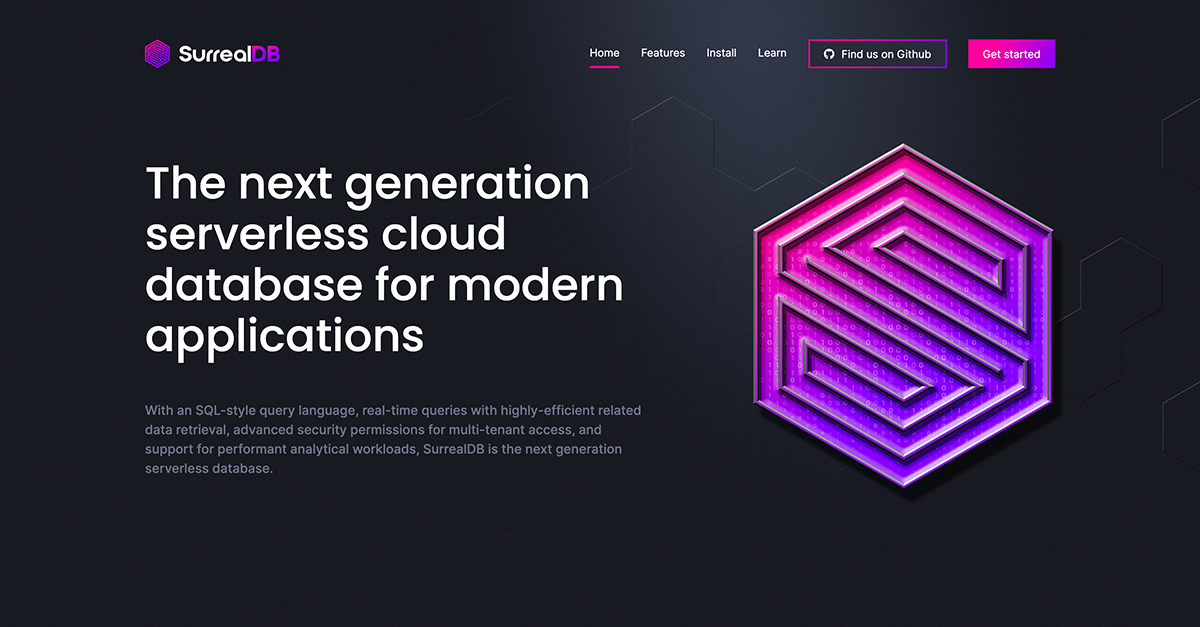 SurrealDB
Home Features Install Learn Find us on Github Get started
The next generation
serverless cloud
database for modern
applications
With an SQL-style query language, real-time queries with highly-efficient related
data retrieval, advanced security permissions for multi-tenant access, and
support for performant analytical workloads, SurrealDB is the next generation
serverless database.